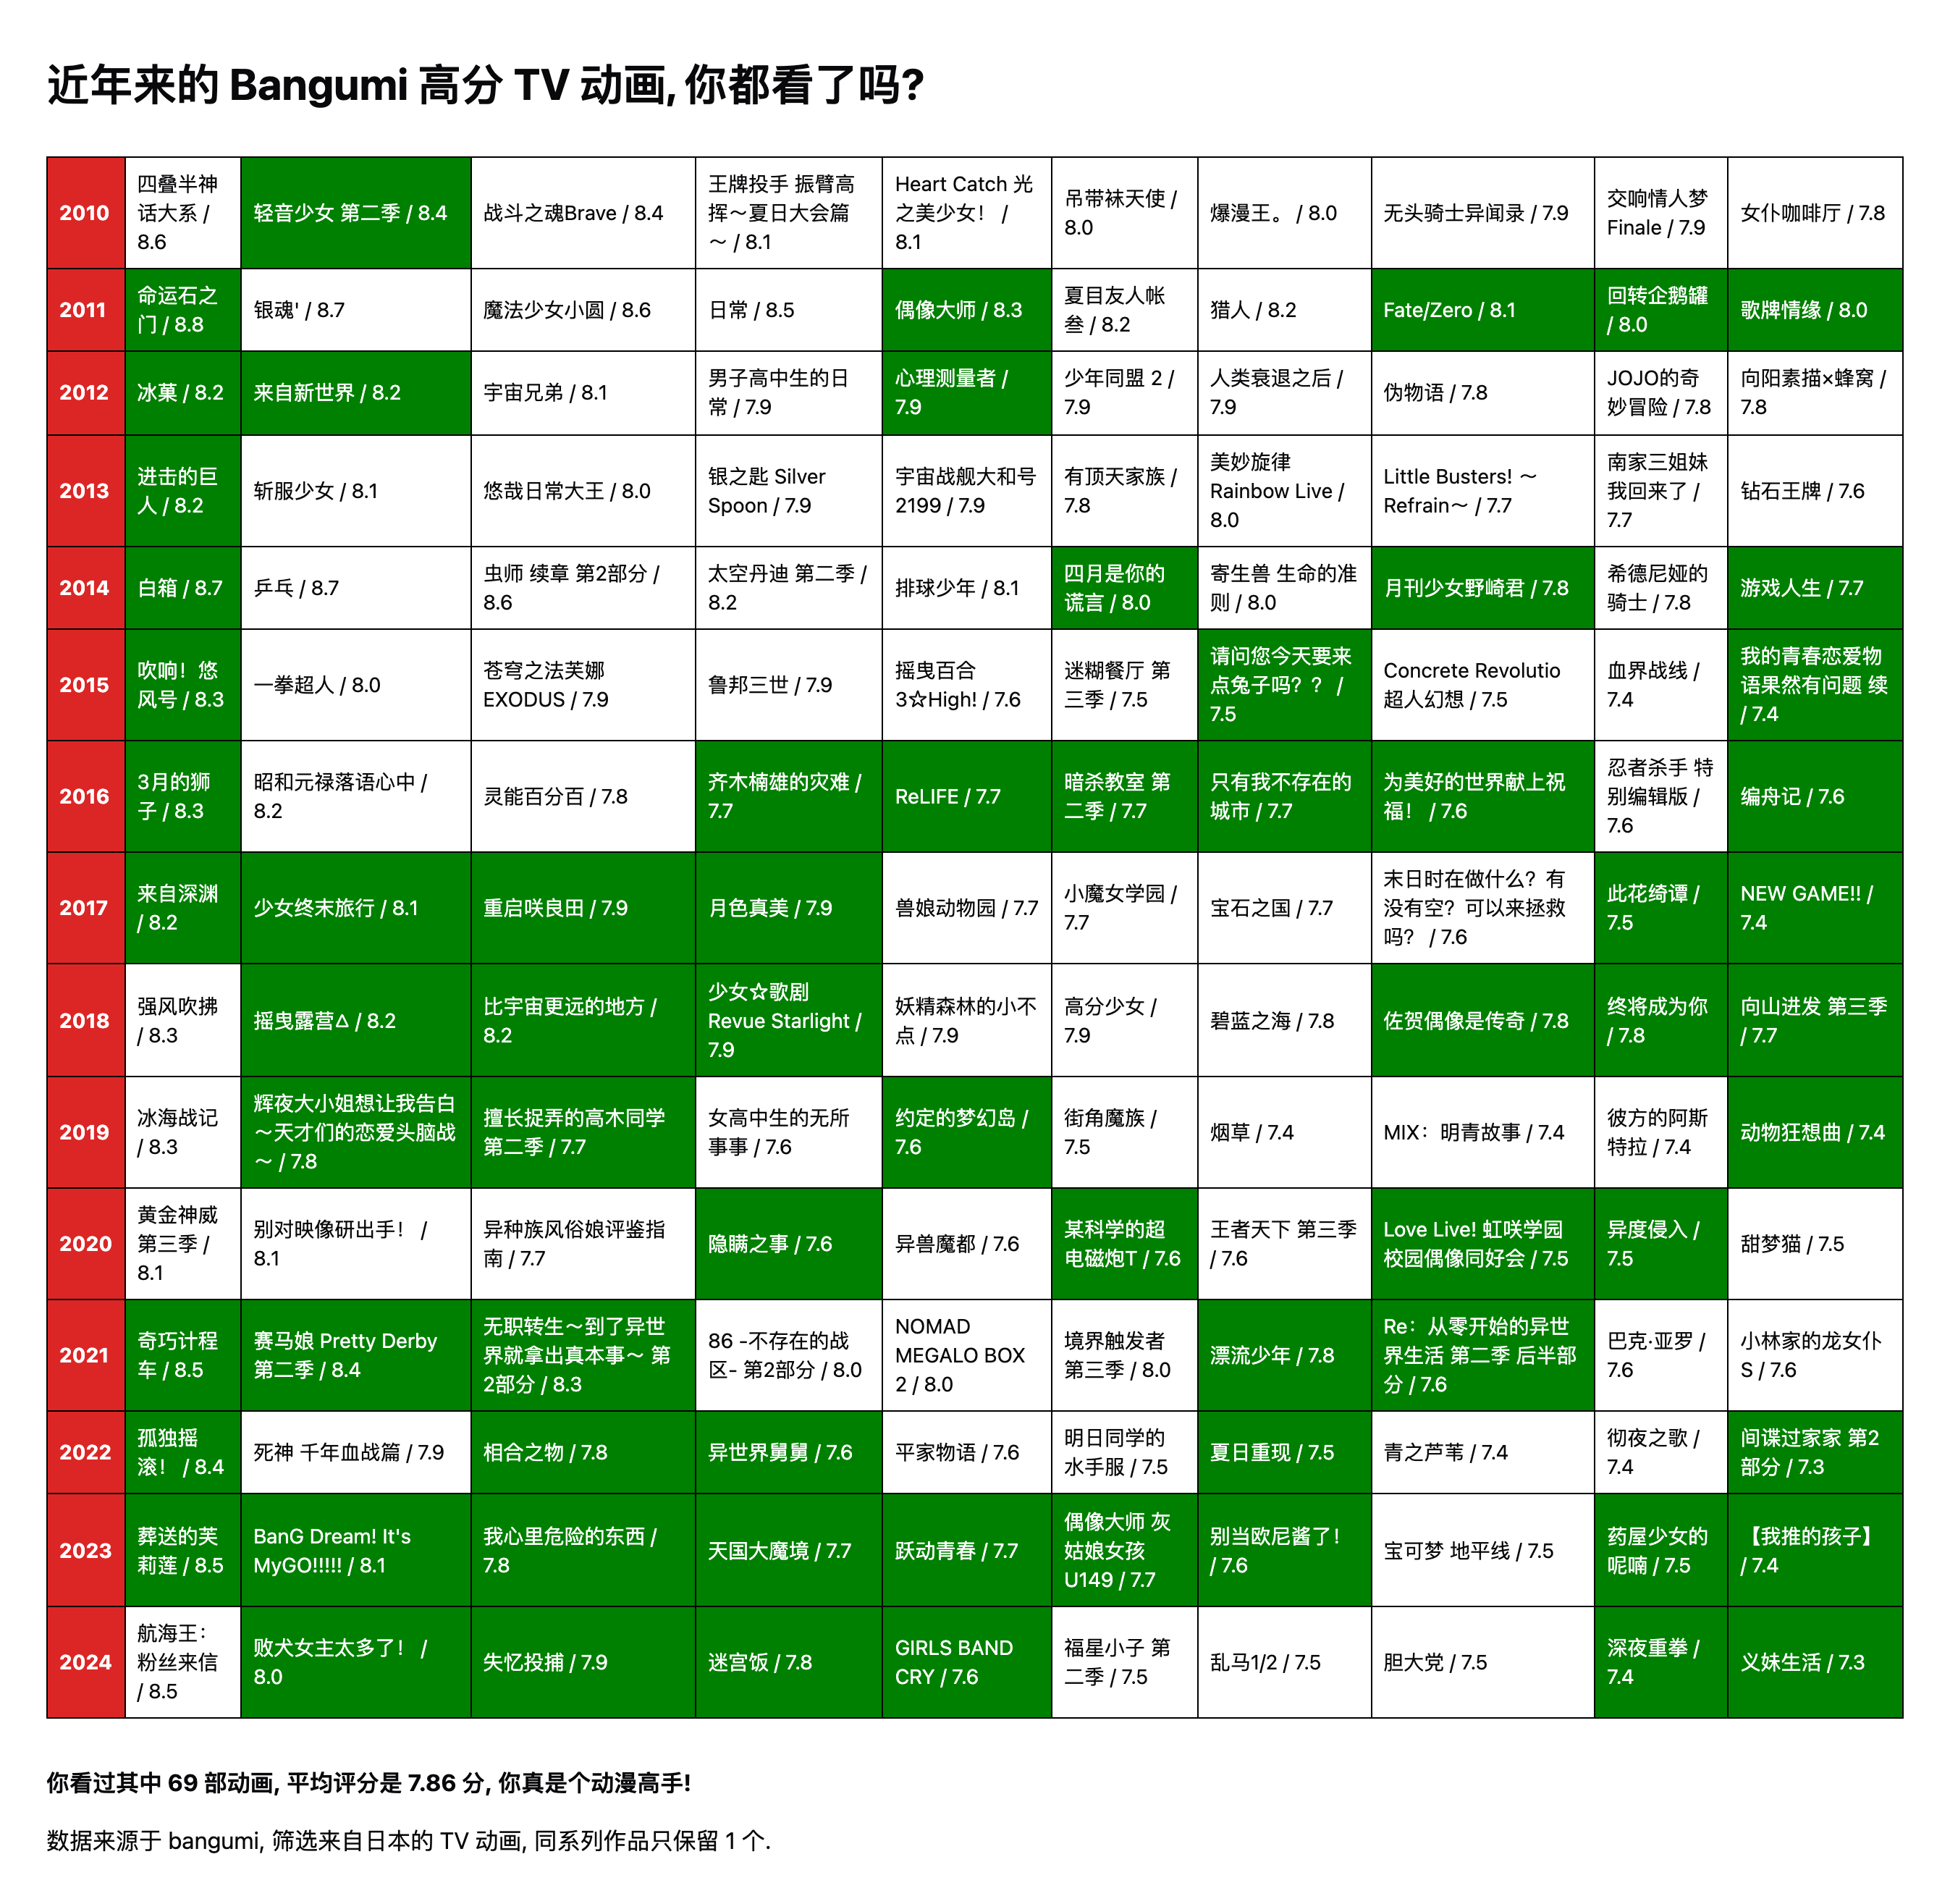 近年来的 Bangumi 高分 TV 动画, 你都看了吗?
2010
四叠半神
话大系 /
8.6
轻音少女 第二季 / 8.4
战斗之魂Brave / 8.4
王牌投手 振臂高
挥～夏日大会篇
～ / 8.1
Heart Catch 光
之美少女！ /
8.1
吊带袜天使 /
8.0
爆漫王。 / 8.0
无头骑士异闻录 / 7.9
交响情人梦
Finale / 7.9
女仆咖啡厅 / 7.8
2011
命运石之
门 / 8.8
银魂' / 8.7
魔法少女小圆 / 8.6
日常 / 8.5
偶像大师 / 8.3
夏目友人帐
叁 / 8.2
猎人 / 8.2
Fate/Zero / 8.1
回转企鹅罐
/ 8.0
歌牌情缘 / 8.0
2012
冰菓 / 8.2
来自新世界 / 8.2
宇宙兄弟 / 8.1
男子高中生的日
常 / 7.9
心理测量者 /
7.9
少年同盟 2 /
7.9
人类衰退之后 /
7.9
伪物语 / 7.8
JOJO的奇
妙冒险 / 7.8
向阳素描×蜂窝 /
7.8
2013
进击的巨
人 / 8.2
斩服少女 / 8.1
悠哉日常大王 / 8.0
银之匙 Silver
Spoon / 7.9
宇宙战舰大和号
2199 / 7.9
有顶天家族 /
7.8
美妙旋律
Rainbow Live /
8.0
Little Busters! ～
Refrain～ / 7.7
南家三姐妹
我回来了 /
7.7
钻石王牌 / 7.6
2014
白箱 / 8.7
乒乓 / 8.7
虫师 续章 第2部分 /
8.6
太空丹迪 第二季 /
8.2
排球少年 / 8.1
四月是你的
谎言 / 8.0
寄生兽 生命的准
则 / 8.0
月刊少女野崎君 / 7.8
希德尼娅的
骑士 / 7.8
游戏人生 / 7.7
2015
吹响！悠
风号 / 8.3
一拳超人 / 8.0
苍穹之法芙娜
EXODUS / 7.9
鲁邦三世 / 7.9
摇曳百合
3☆High! / 7.6
迷糊餐厅 第
三季 / 7.5
请问您今天要来
点兔子吗？？ /
7.5
Concrete Revolutio
超人幻想 / 7.5
血界战线 /
7.4
我的青春恋爱物
语果然有问题 续
/ 7.4
2016
3月的狮
子 / 8.3
昭和元禄落语心中 /
8.2
灵能百分百 / 7.8
齐木楠雄的灾难 /
7.7
ReLIFE / 7.7
暗杀教室 第
二季 / 7.7
只有我不存在的
城市 / 7.7
为美好的世界献上祝
福！ / 7.6
忍者杀手 特
别编辑版 /
7.6
编舟记 / 7.6
2017
来自深渊
/ 8.2
少女终末旅行 / 8.1
重启咲良田 / 7.9
月色真美 / 7.9
兽娘动物园 / 7.7
小魔女学园 /
7.7
宝石之国 / 7.7
末日时在做什么？有
没有空？可以来拯救
吗？ / 7.6
此花绮谭 /
7.5
NEW GAME!! /
7.4
2018
强风吹拂
/ 8.3
摇曳露营△ / 8.2
比宇宙更远的地方 /
8.2
少女☆歌剧
Revue Starlight /
7.9
妖精森林的小不
点 / 7.9
高分少女 /
7.9
碧蓝之海 / 7.8
佐贺偶像是传奇 / 7.8
终将成为你
/ 7.8
向山进发 第三季
/ 7.7
2019
冰海战记
/ 8.3
辉夜大小姐想让我告白
～天才们的恋爱头脑战
～ / 7.8
擅长捉弄的高木同学
第二季 / 7.7
女高中生的无所
事事 / 7.6
约定的梦幻岛 /
7.6
街角魔族 /
7.5
烟草 / 7.4
MIX：明青故事 / 7.4
彼方的阿斯
特拉 / 7.4
动物狂想曲 / 7.4
2020
黄金神威
第三季 /
8.1
别对映像研出手！ /
8.1
异种族风俗娘评鉴指
南 / 7.7
隐瞒之事 / 7.6
异兽魔都 / 7.6
某科学的超
电磁炮T / 7.6
王者天下 第三季
/ 7.6
Love Live! 虹咲学园
校园偶像同好会 / 7.5
异度侵入 /
7.5
甜梦猫 / 7.5
2021
奇巧计程
车 / 8.5
赛马娘 Pretty Derby
第二季 / 8.4
无职转生～到了异世
界就拿出真本事～ 第
2部分 / 8.3
86 -不存在的战
区- 第2部分 / 8.0
NOMAD
MEGALO BOX
2 / 8.0
境界触发者
第三季 / 8.0
漂流少年 / 7.8
Re：从零开始的异世
界生活 第二季 后半部
分 / 7.6
巴克·亚罗 /
7.6
小林家的龙女仆
S / 7.6
2022
孤独摇
滚！ / 8.4
死神 千年血战篇 / 7.9
相合之物 / 7.8
异世界舅舅 / 7.6
平家物语 / 7.6
明日同学的
水手服 / 7.5
夏日重现 / 7.5
青之芦苇 / 7.4
彻夜之歌 /
7.4
间谍过家家 第2
部分 / 7.3
2023
葬送的芙
莉莲 / 8.5
BanG Dream! It's
MyGO!!!!! / 8.1
我心里危险的东西 /
7.8
天国大魔境 / 7.7
跃动青春 / 7.7
偶像大师 灰
姑娘女孩
U149 / 7.7
别当欧尼酱了！
/ 7.6
宝可梦 地平线 / 7.5
药屋少女的
呢喃 / 7.5
【我推的孩子】
/ 7.4
2024
航海王：
粉丝来信
/ 8.5
败犬女主太多了！ /
8.0
失忆投捕 / 7.9
迷宫饭 / 7.8
GIRLS BAND
CRY / 7.6
福星小子 第
二季 / 7.5
乱马1/2 / 7.5
胆大党 / 7.5
深夜重拳 /
7.4
义妹生活 / 7.3
你看过其中 69 部动画, 平均评分是 7.86 分, 你真是个动漫高手!
数据来源于 bangumi, 筛选来自日本的 TV 动画, 同系列作品只保留 1 个.